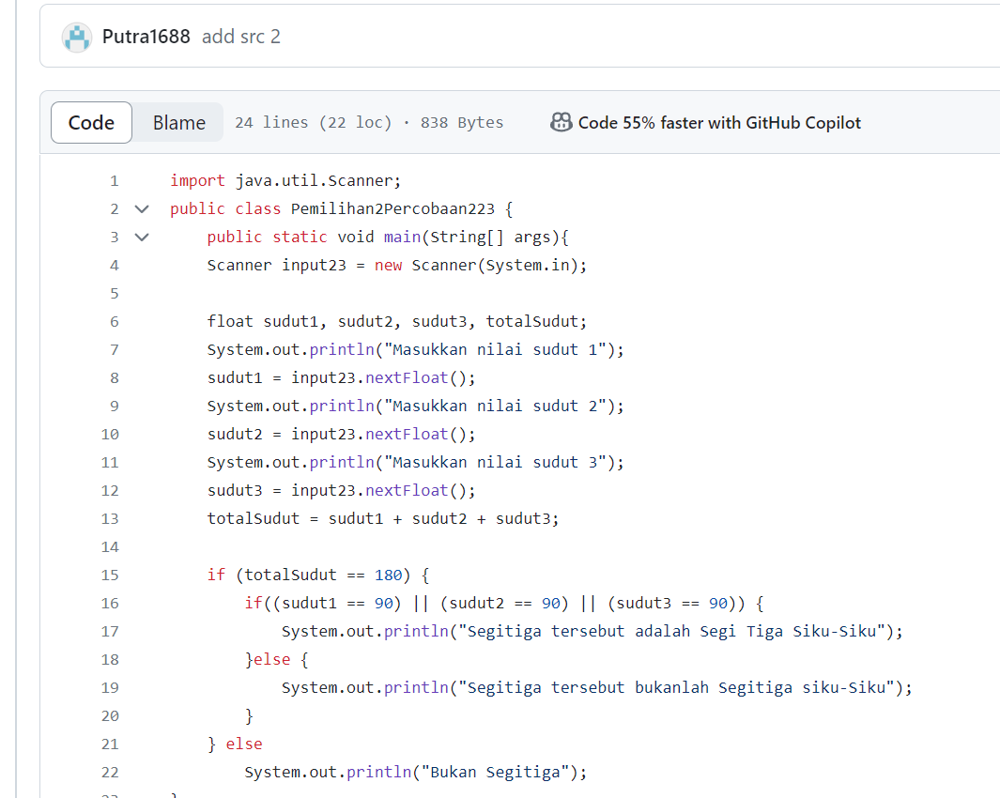 Putra1688 add src 2
Code Blame 24 lines (22 loc) · 838 Bytes Code 55% faster with GitHub Copilot
1 import java.util.Scanner;
2 public class Pemilihan2Percobaan223 {
3 public static void main(String[] args){
4 Scanner input23 = new Scanner(System.in);
5
6 float sudut1, sudut2, sudut3, totalSudut;
7 System.out.println("Masukkan nilai sudut 1");
8 sudut1 = input23.nextFloat();
9 System.out.println("Masukkan nilai sudut 2");
10 sudut2 = input23.nextFloat();
11 System.out.println("Masukkan nilai sudut 3");
12 sudut3 = input23.nextFloat();
13 totalSudut = sudut1 + sudut2 + sudut3;
14
15 if (totalSudut == 180) {
16 if((sudut1 == 90) || (sudut2 == 90) || (sudut3 == 90)) {
17 System.out.println("Segitiga tersebut adalah Segi Tiga Siku-Siku");
18 }else {
19 System.out.println("Segitiga tersebut bukanlah Segitiga siku-Siku");
20 }
21 } else
22 System.out.println("Bukan Segitiga");